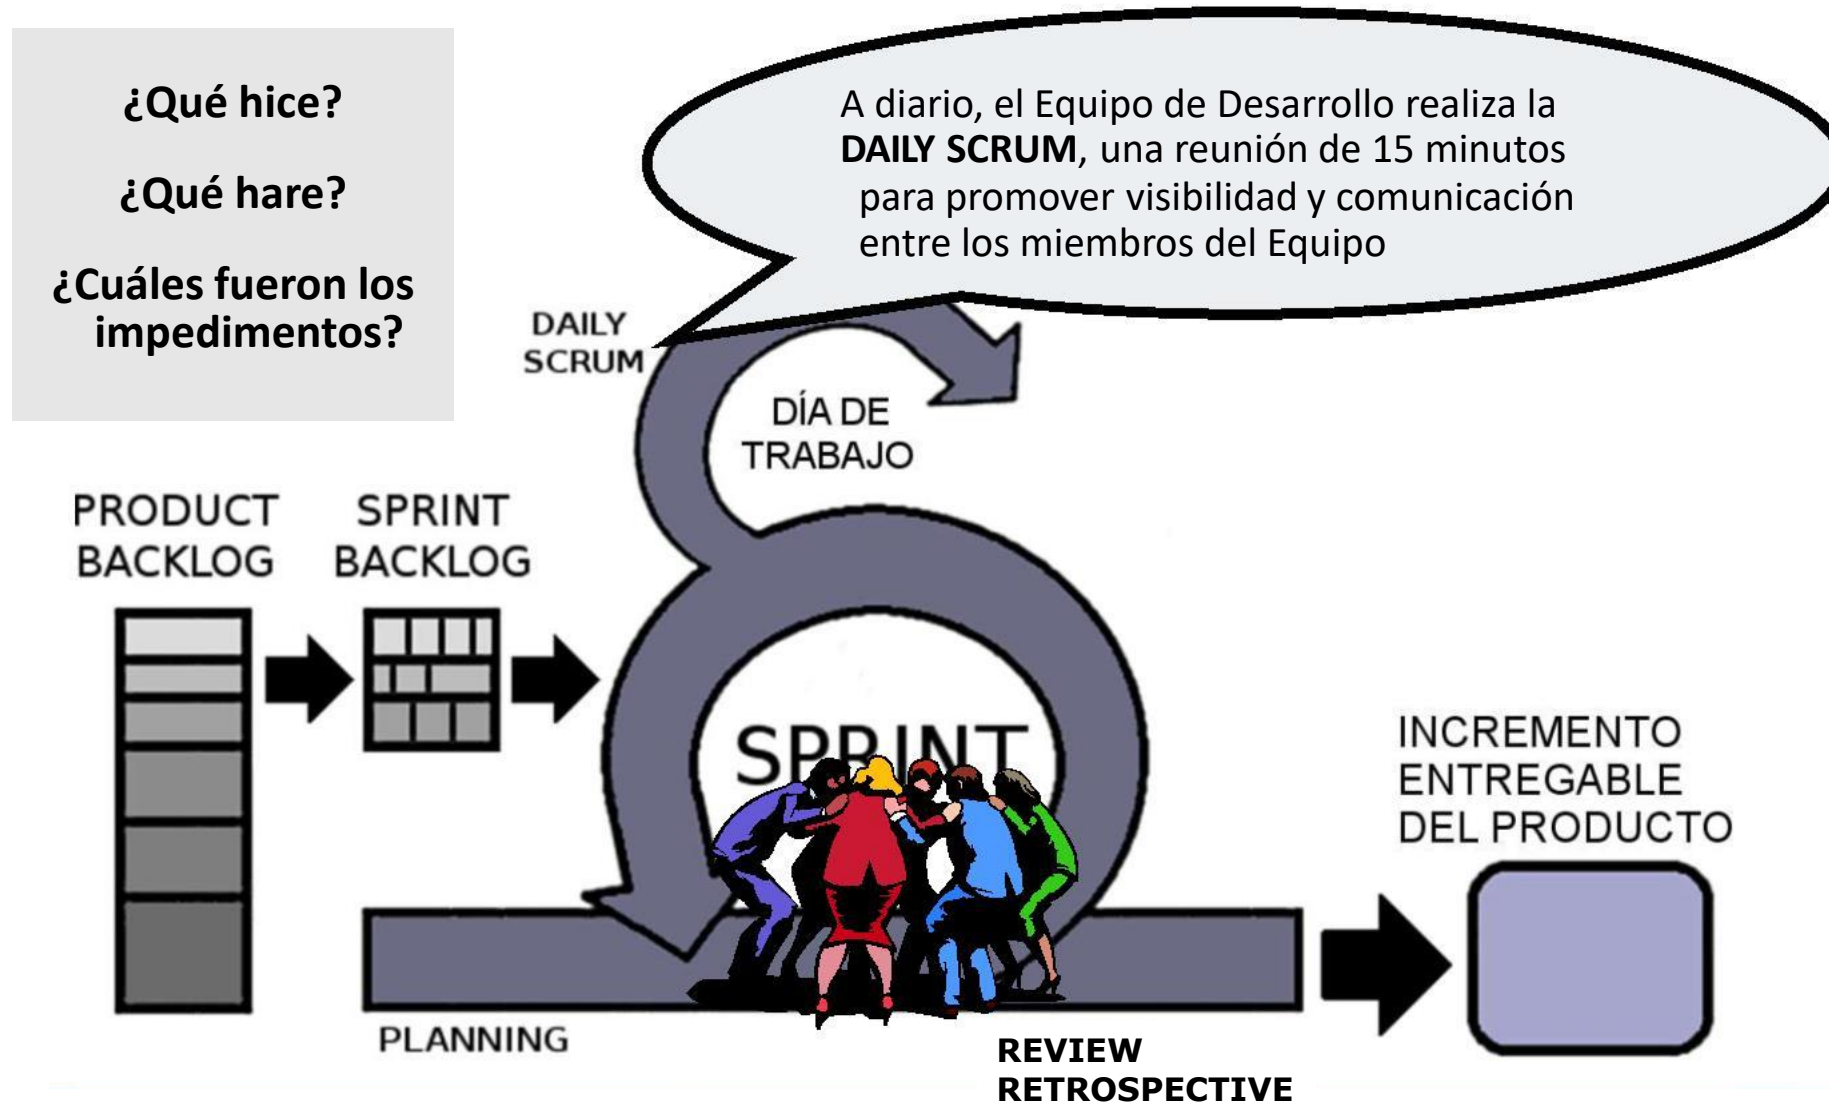 ¿Qué hice?
¿Qué hare?
¿Cuáles fueron los
impedimentos?
A diario, el Equipo de Desarrollo realiza la
DAILY SCRUM, una reunión de 15 minutos
para promover visibilidad y comunicación
entre los miembros del Equipo
DAILY
SCRUM
DÍA DE
TRABAJO
PRODUCT
BACKLOG
SPRINT
BACKLOG
SPRINT
INCREMENTO
ENTREGABLE
DEL PRODUCTO
PLANNING
REVIEW
RETROSPECTIVE